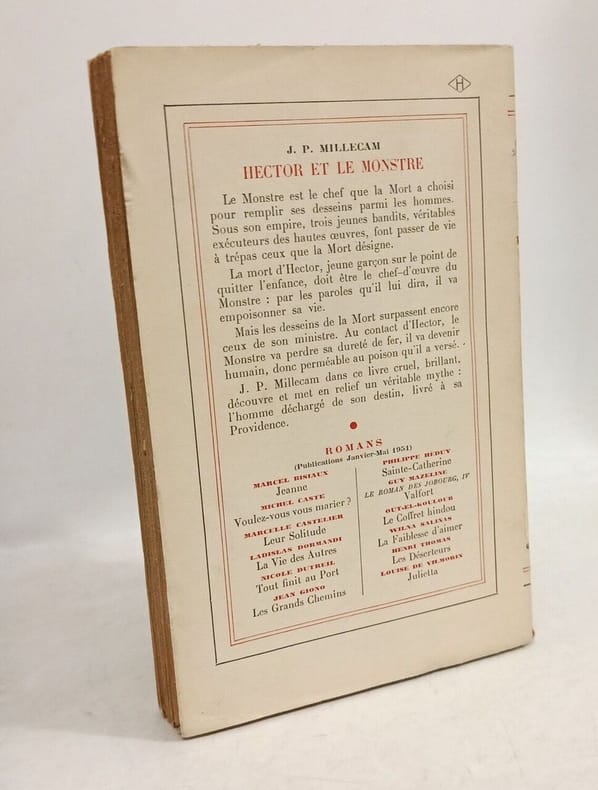 H
J. P. MILLECAM
HECTOR ET LE MONSTRE
Le Monstre est le chef que la Mort a choisi
pour remplir ses desseins parmi les hommes.
Sous son empire, trois jeunes bandits, véritables
exécuteurs des hautes œuvres, font passer de vie
à trépas ceux que la Mort désigne.
La mort d'Hector, jeune garçon sur le point de
quitter l'enfance, doit être le chef-d'œuvre du
Monstre : par les paroles qu'il lui dira, il va
empoisonner sa vie.
Mais les desseins de la Mort surpassent encore
ceux de son ministre. Au contact d'Hector, le
Monstre va perdre sa dureté de fer, il va devenir
humain, donc perméable au poison qu'il a versé.
J. P. Millecam dans ce livre cruel, brillant,
découvre et met en relief un véritable mythe :
l'homme déchargé de son destin, livré à sa
Providence.
ROMANS
(Publications Janvier-Mai 1951)
MARCEL BISIAUX
Jeanne
MICHEL CASTE
Voulez-vous vous marier ?
MARCELLE CASTELIER
Leur Solitude
LADISLAS DORMANDI
La Vie des Autres
NICOLE DUTREIL
Tout finit au Port
JEAN GIONO
Les Grands Chemins
PHILIPPE HEDUY
Sainte-Catherine
GUY MAZELINE
LE ROMAN DES JOBOURG, IV
Valfort
OUT-EL-KOULOUB
Le Coffret hindou
WILNA SALINAS
La Faiblesse d'aimer
HENRI THOMAS
Les Déserteurs
LOUISE DE VILMORIN
Julietta